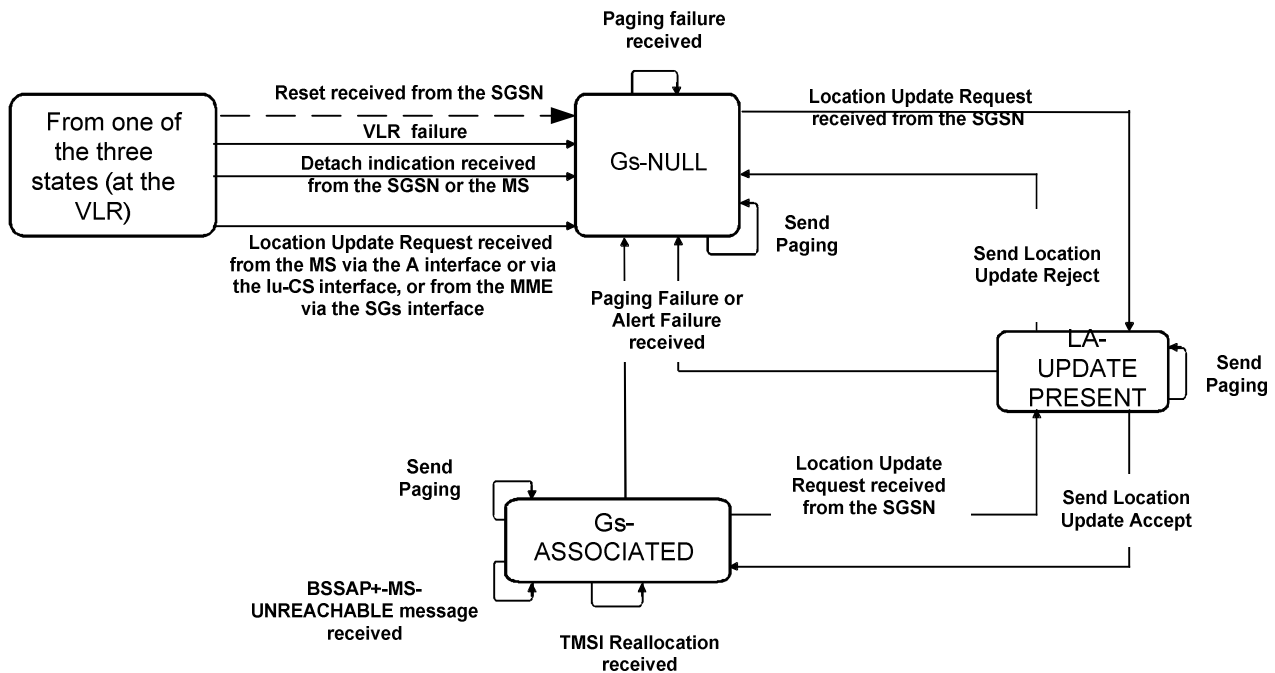 Paging failure
received
Reset received from the SGSN
VLR failure
Detach indication received
from the SGSN or the MS
Location Update Request received
from the MS via the A interface or via
the Iu-CS interface, or from the MME
via the SGs interface
From one of
the three
states (at the
VLR)
Gs-NULL
Location Update Request
received from the SGSN
Send
Paging
Send Location
Update Reject
Paging Failure or
Alert Failure
received
LA-
UPDATE
PRESENT
Send
Paging
Send
Paging
Location Update
Request received
from the SGSN
Send Location
Update Accept
Gs-
ASSOCIATED
BSSAP+-MS-
UNREACHABLE message
received
TMSI Reallocation
received